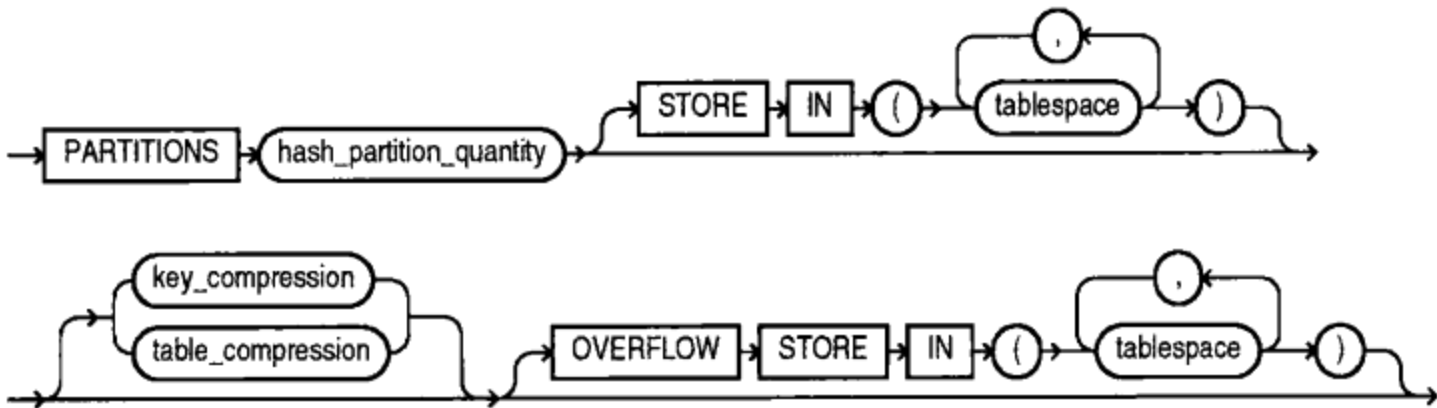 ,
STORE IN ( tablespace )
PARTITIONS hash_partition_quantity
key_compression ,
table_compression OVERFLOW STORE IN ( tablespace )